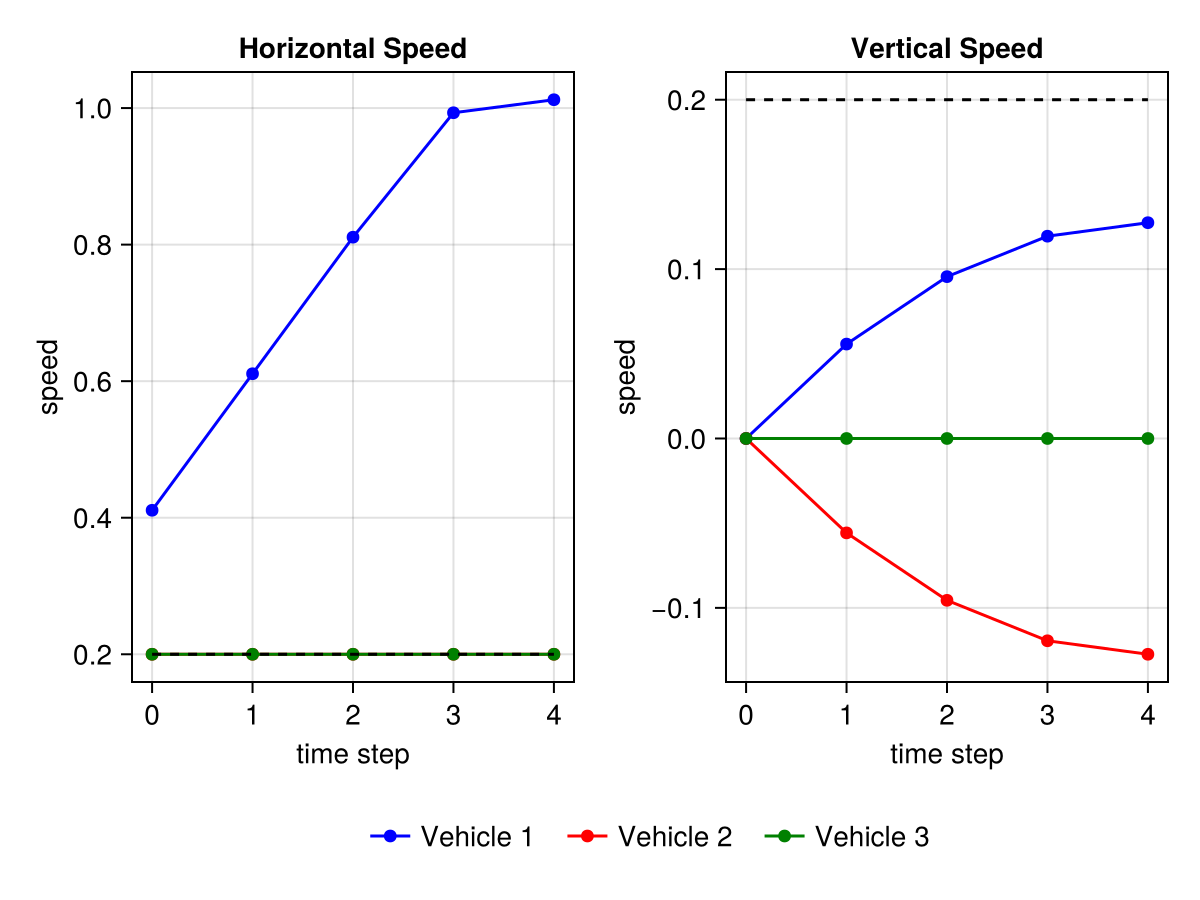 Horizontal Speed
1.0
0.8
0.6
0.4
0.2
speed
0 1 2 3 4
time step
Vertical Speed
0.2
0.1
0.0
−0.1
speed
0 1 2 3 4
time step
Vehicle 1 Vehicle 2 Vehicle 3